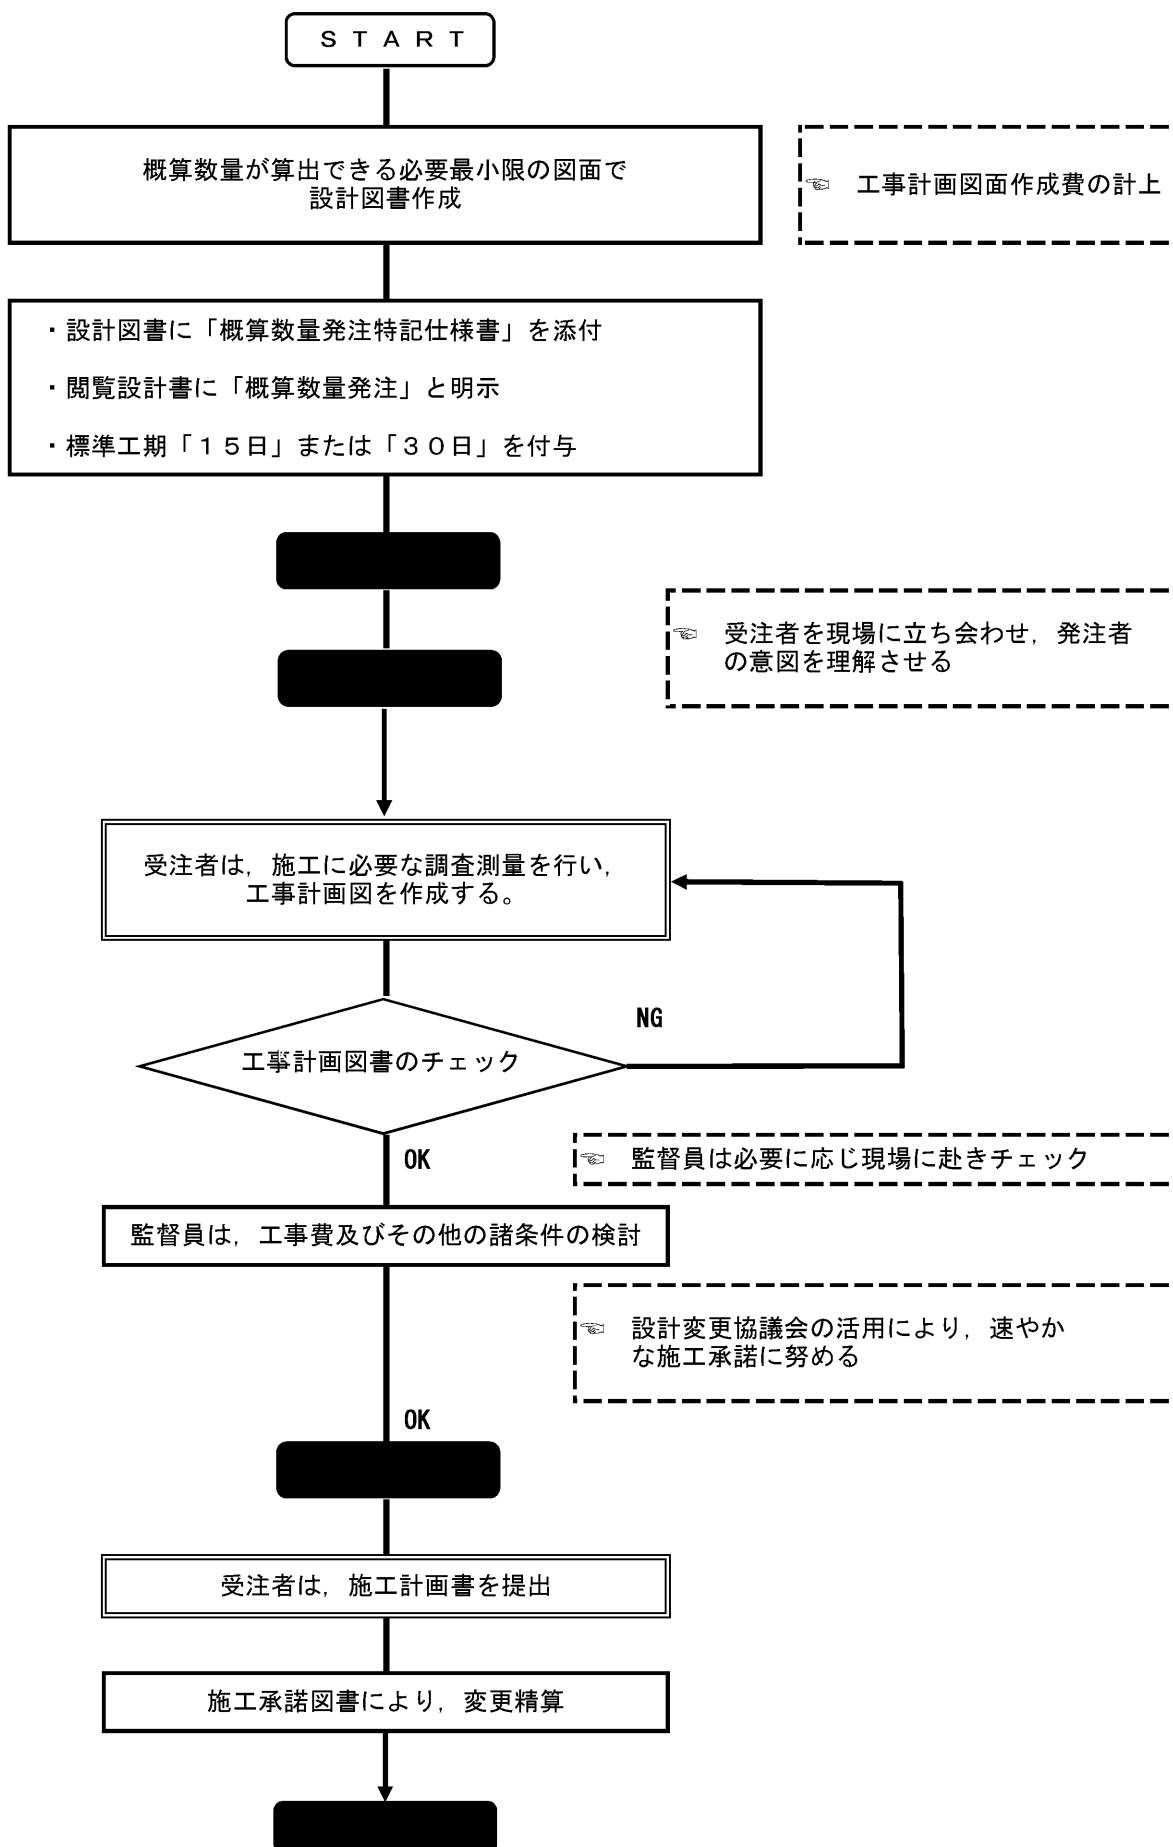 ＳＴＡＲＴ
概算数量が算出できる必要最小限の図面で
設計図書作成
☜ 工事計画図面作成費の計上
・設計図書に「概算数量発注特記仕様書」を添付
・閲覧設計書に「概算数量発注」と明示
・標準工期「１５日」または「３０日」を付与
☜ 受注者を現場に立ち会わせ，発注者
の意図を理解させる
受注者は，施工に必要な調査測量を行い，
工事計画図を作成する。
NG
工事計画図書のチェック
OK
☜ 監督員は必要に応じ現場に赴きチェック
監督員は，工事費及びその他の諸条件の検討
☜ 設計変更協議会の活用により，速やか
な施工承諾に努める
OK
受注者は，施工計画書を提出
施工承諾図書により，変更精算